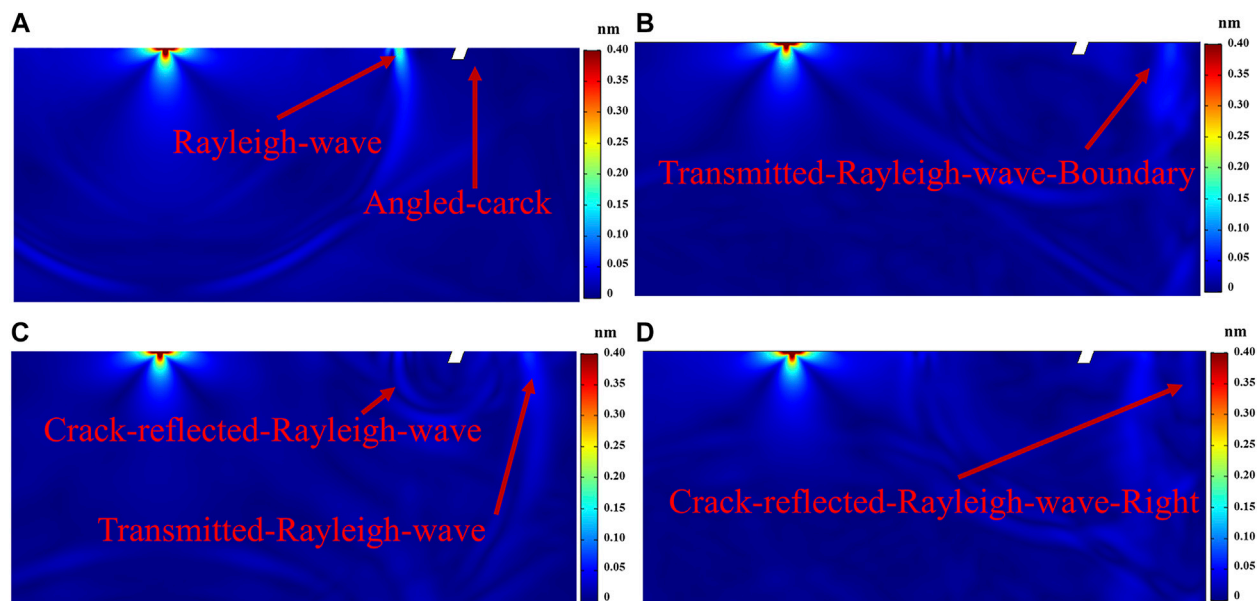 A
nm
0.40
0.35
0.30
0.25
0.20
0.15
0.10
0.05
0
Rayleigh-wave
Angled-carck
B
nm
0.40
0.35
0.30
0.25
0.20
0.15
0.10
0.05
0
Transmitted-Rayleigh-wave-Boundary
C
nm
0.40
0.35
0.30
0.25
0.20
0.15
0.10
0.05
0
Crack-reflected-Rayleigh-wave
Transmitted-Rayleigh-wave
D
nm
0.40
0.35
0.30
0.25
0.20
0.15
0.10
0.05
0
Crack-reflected-Rayleigh-wave-Right